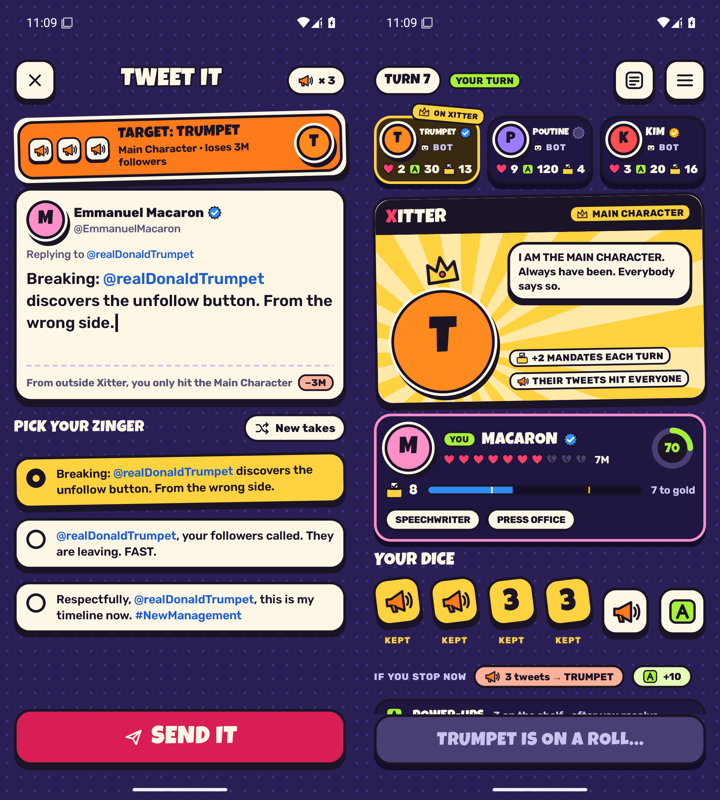 11:09
TWEET IT
× 3
TARGET: TRUMPET
Main Character · loses 3M
followers
T
M
Emmanuel Macaron
@EmmanuelMacaron
Replying to @realDonaldTrumpet
Breaking: @realDonaldTrumpet
discovers the unfollow button. From the
wrong side.
From outside Xitter, you only hit the Main Character
−3M
PICK YOUR ZINGER
New takes
Breaking: @realDonaldTrumpet discovers the
unfollow button. From the wrong side.
@realDonaldTrumpet, your followers called. They
are leaving. FAST.
Respectfully, @realDonaldTrumpet, this is my
timeline now. #NewManagement
SEND IT
11:09
TURN 7
YOUR TURN
ON XITTER
T
TRUMPET
BOT
2 A 30 13
P
POUTINE
BOT
9 A 120 4
K
KIM
BOT
3 A 20 16
XITTER
MAIN CHARACTER
I AM THE MAIN CHARACTER.
Always have been. Everybody
says so.
T
+2 MANDATES EACH TURN
THEIR TWEETS HIT EVERYONE
M
YOU
MACARON
7M
70
8
7 to gold
SPEECHWRITER
PRESS OFFICE
YOUR DICE
3
3
A
KEPT
KEPT
KEPT
KEPT
IF YOU STOP NOW
3 tweets → TRUMPET
A +10
TRUMPET IS ON A ROLL...